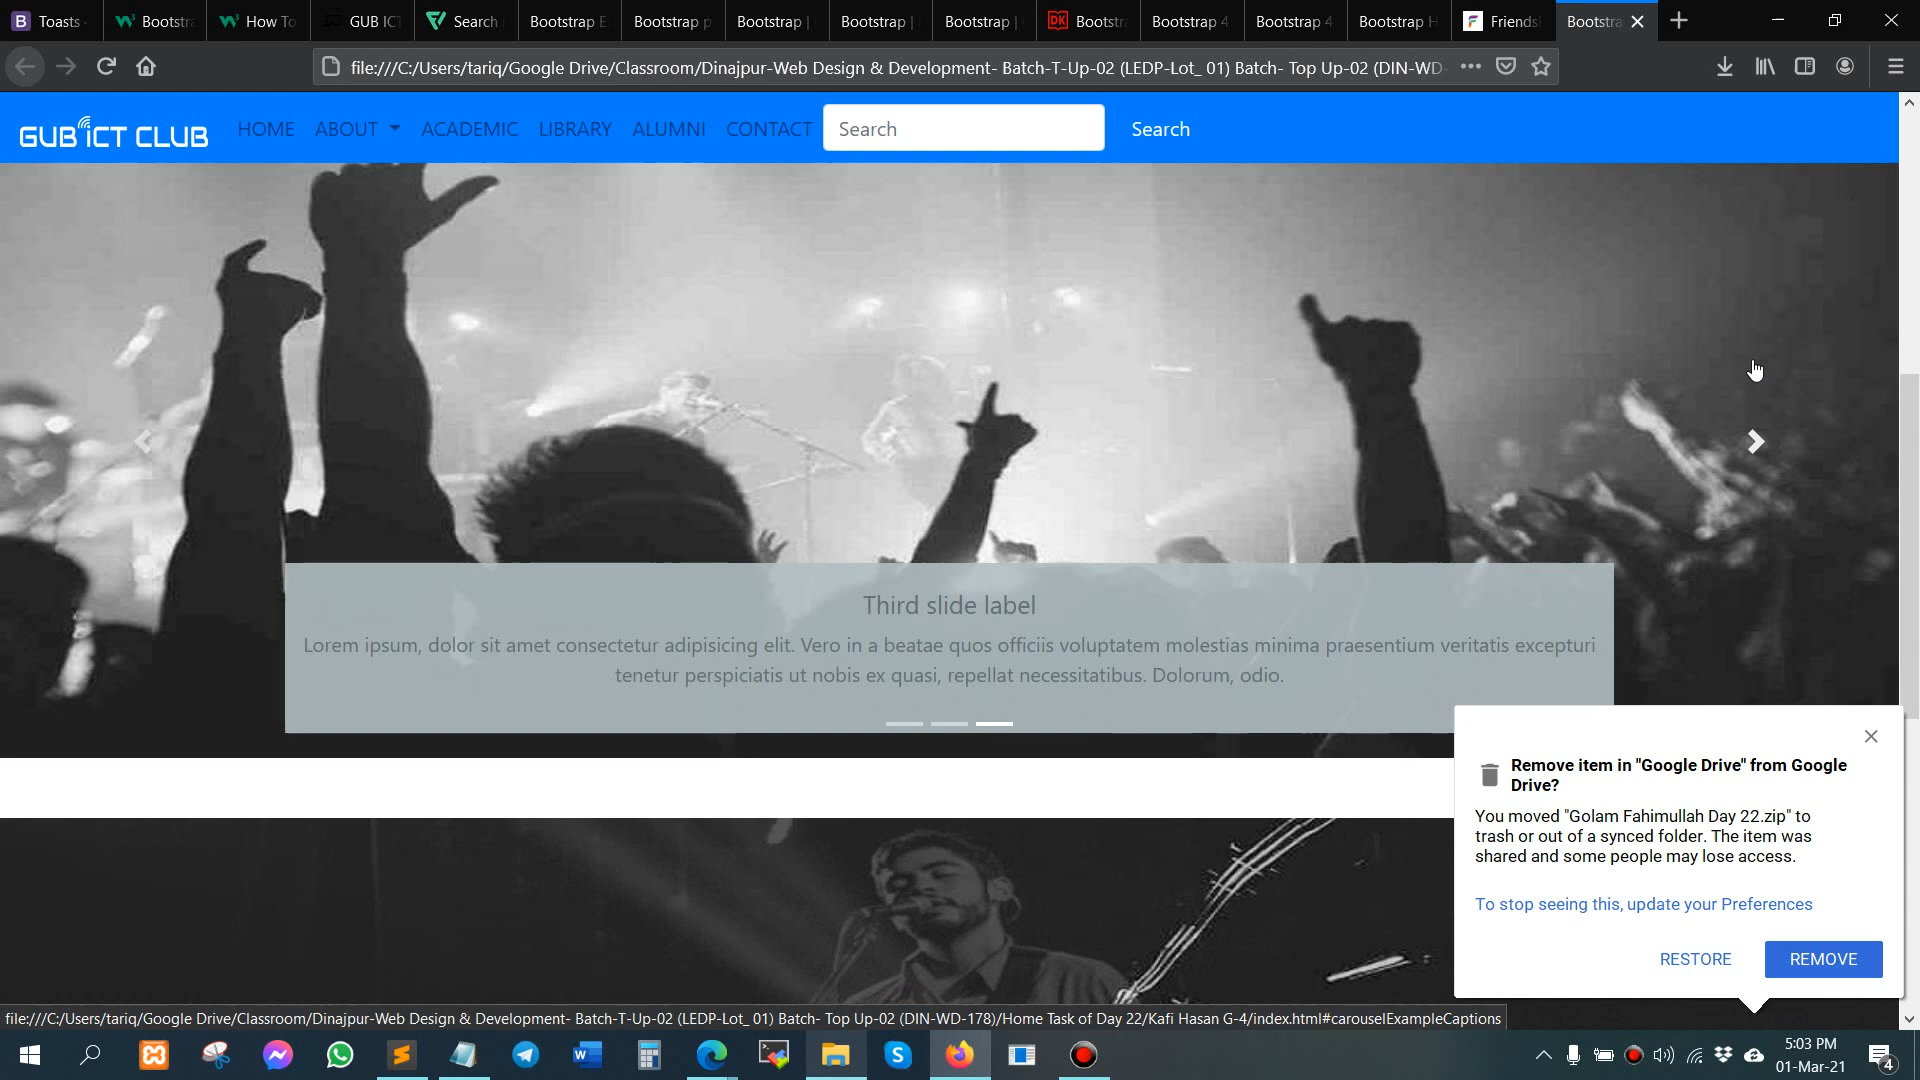 Toasts
Bootstra
How To
GUB ICT
Search
Bootstrap E
Bootstrap p
Bootstrap |
Bootstrap |
Bootstrap |
Bootstra
Bootstrap 4
Bootstrap 4
Bootstrap H
Friends
Bootstra
file:///C:/Users/tariq/Google Drive/Classroom/Dinajpur-Web Design & Development- Batch-T-Up-02 (LEDP-Lot_ 01) Batch- Top Up-02 (DIN-WD-
GUB ICT CLUB
HOME ABOUT ACADEMIC LIBRARY ALUMNI CONTACT Search Search
Third slide label
Lorem ipsum, dolor sit amet consectetur adipisicing elit. Vero in a beatae quos officiis voluptatem molestias minima praesentium veritatis excepturi
tenetur perspiciatis ut nobis ex quasi, repellat necessitatibus. Dolorum, odio.
Remove item in "Google Drive" from Google
Drive?
You moved "Golam Fahimullah Day 22.zip" to
trash or out of a synced folder. The item was
shared and some people may lose access.
To stop seeing this, update your Preferences
RESTORE REMOVE
file:///C:/Users/tariq/Google Drive/Classroom/Dinajpur-Web Design & Development- Batch-T-Up-02 (LEDP-Lot_ 01) Batch- Top Up-02 (DIN-WD-178)/Home Task of Day 22/Kafi Hasan G-4/index.html#carouselExampleCaptions
5:03 PM
01-Mar-21
4